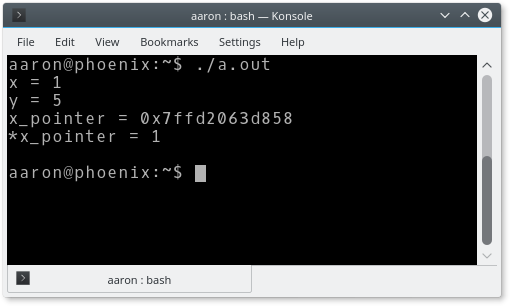 aaron : bash — Konsole
File Edit View Bookmarks Settings Help
aaron@phoenix:~$ ./a.out
x = 1
y = 5
x_pointer = 0x7ffd2063d858
*x_pointer = 1
aaron@phoenix:~$
aaron : bash